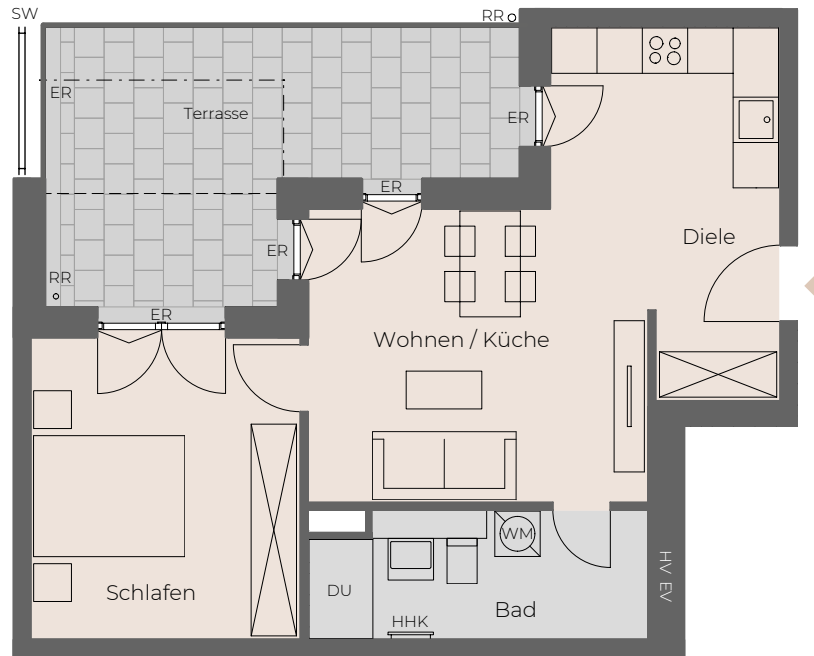 SW
RR
ER
Terrasse
ER
ER
Diele
ER
RR
ER
Wohnen / Küche
WM
HV EV
DU
Schlafen
Bad
HHK